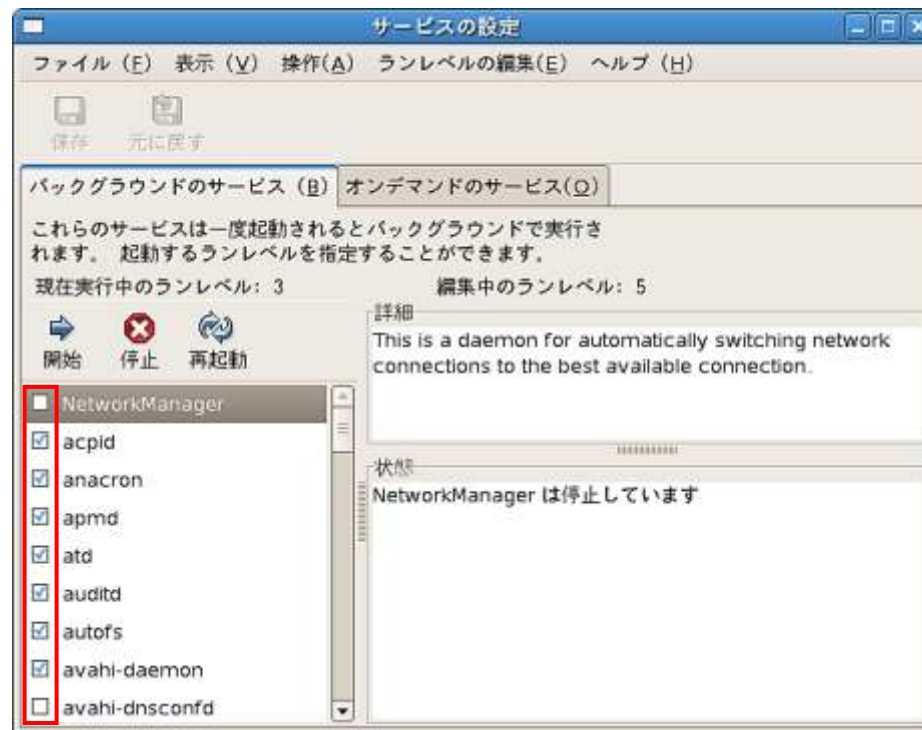 サービスの設定
ファイル (F) 表示 (V) 操作(A) ランレベルの編集(E) ヘルプ (H)
保存 元に戻す
バックグラウンドのサービス (B) オンデマンドのサービス(O)
これらのサービスは一度起動されるとバックグラウンドで実行さ
れます。 起動するランレベルを指定することができます。
現在実行中のランレベル: 3 編集中のランレベル: 5
開始 停止 再起動
NetworkManager
acpid
anacron
apmd
atd
auditd
autofs
avahi-daemon
avahi-dnsconfd
詳細
This is a daemon for automatically switching network
connections to the best available connection.
状態
NetworkManager は停止しています